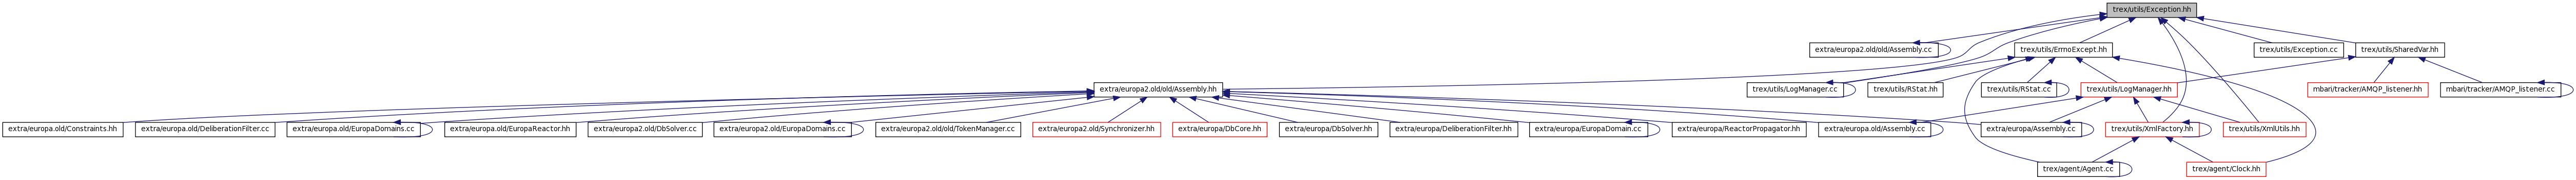 trex/utils/Exception.hh
extra/europa2.old/old/Assembly.cc
trex/utils/ErrnoExcept.hh
trex/utils/Exception.cc
trex/utils/SharedVar.hh
extra/europa2.old/old/Assembly.hh
trex/utils/LogManager.cc
trex/utils/RStat.hh
trex/utils/RStat.cc
trex/utils/LogManager.hh
mbari/tracker/AMQP_listener.hh
mbari/tracker/AMQP_listener.cc
extra/europa.old/Constraints.hh
extra/europa.old/DeliberationFilter.cc
extra/europa.old/EuropaDomains.cc
extra/europa.old/EuropaReactor.hh
extra/europa2.old/DbSolver.cc
extra/europa2.old/EuropaDomains.cc
extra/europa2.old/old/TokenManager.cc
extra/europa2.old/Synchronizer.hh
extra/europa/DbCore.hh
extra/europa/DbSolver.hh
extra/europa/DeliberationFilter.hh
extra/europa/EuropaDomain.cc
extra/europa/ReactorPropagator.hh
extra/europa.old/Assembly.cc
extra/europa/Assembly.cc
trex/utils/XmlFactory.hh
trex/utils/XmlUtils.hh
trex/agent/Agent.cc
trex/agent/Clock.hh